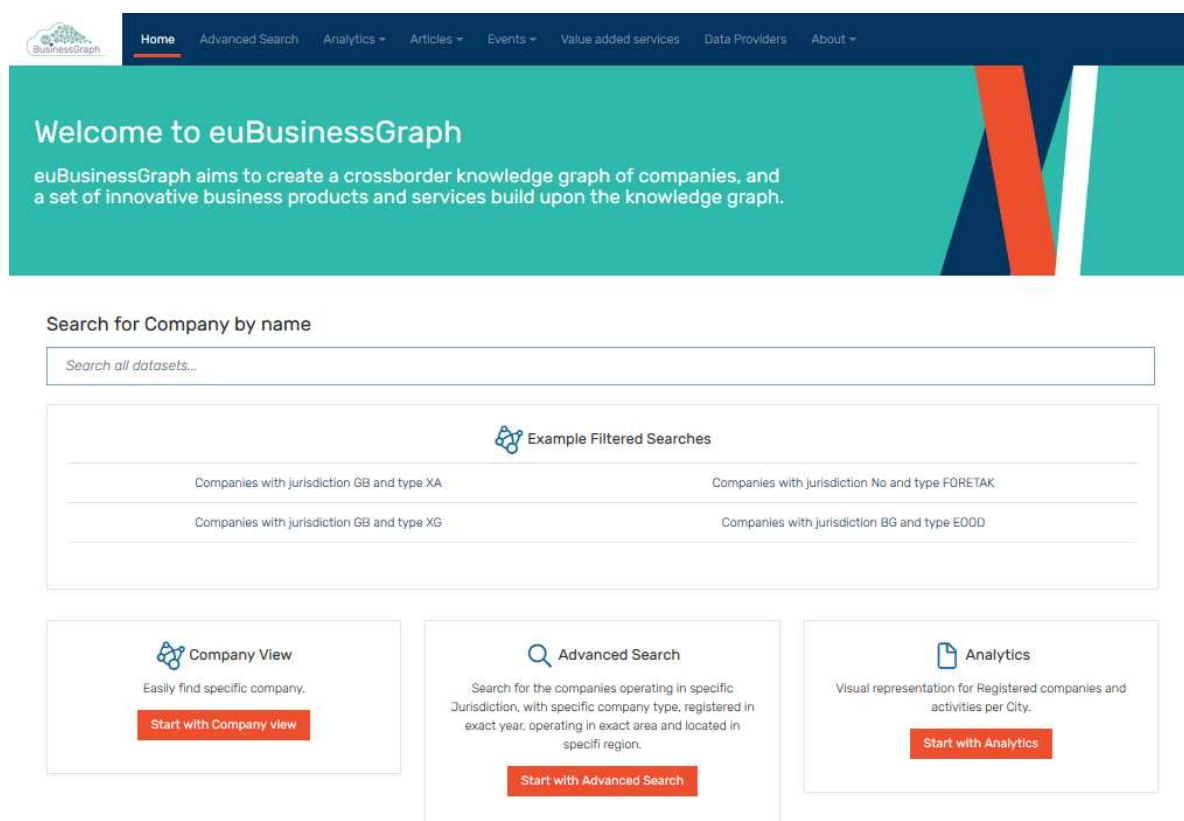 BusinessGraph
Home Advanced Search Analytics Articles Events Value added services Data Providers About
Welcome to euBusinessGraph
euBusinessGraph aims to create a crossborder knowledge graph of companies, and
a set of innovative business products and services build upon the knowledge graph.
Search for Company by name
Search all datasets...
Example Filtered Searches
Companies with jurisdiction GB and type XA
Companies with jurisdiction No and type FORETAK
Companies with jurisdiction GB and type XG
Companies with jurisdiction BG and type EOOD
Company View
Easily find specific company.
Start with Company view
Advanced Search
Search for the companies operating in specific
Jurisdiction, with specific company type, registered in
exact year, operating in exact area and located in
specifi region.
Start with Advanced Search
Analytics
Visual representation for Registered companies and
activities per City.
Start with Analytics